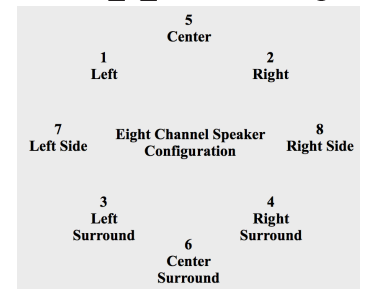 5
Center
1
Left
2
Right
7
Left Side
Eight Channel Speaker
Configuration
8
Right Side
3
Left
Surround
4
Right
Surround
6
Center
Surround